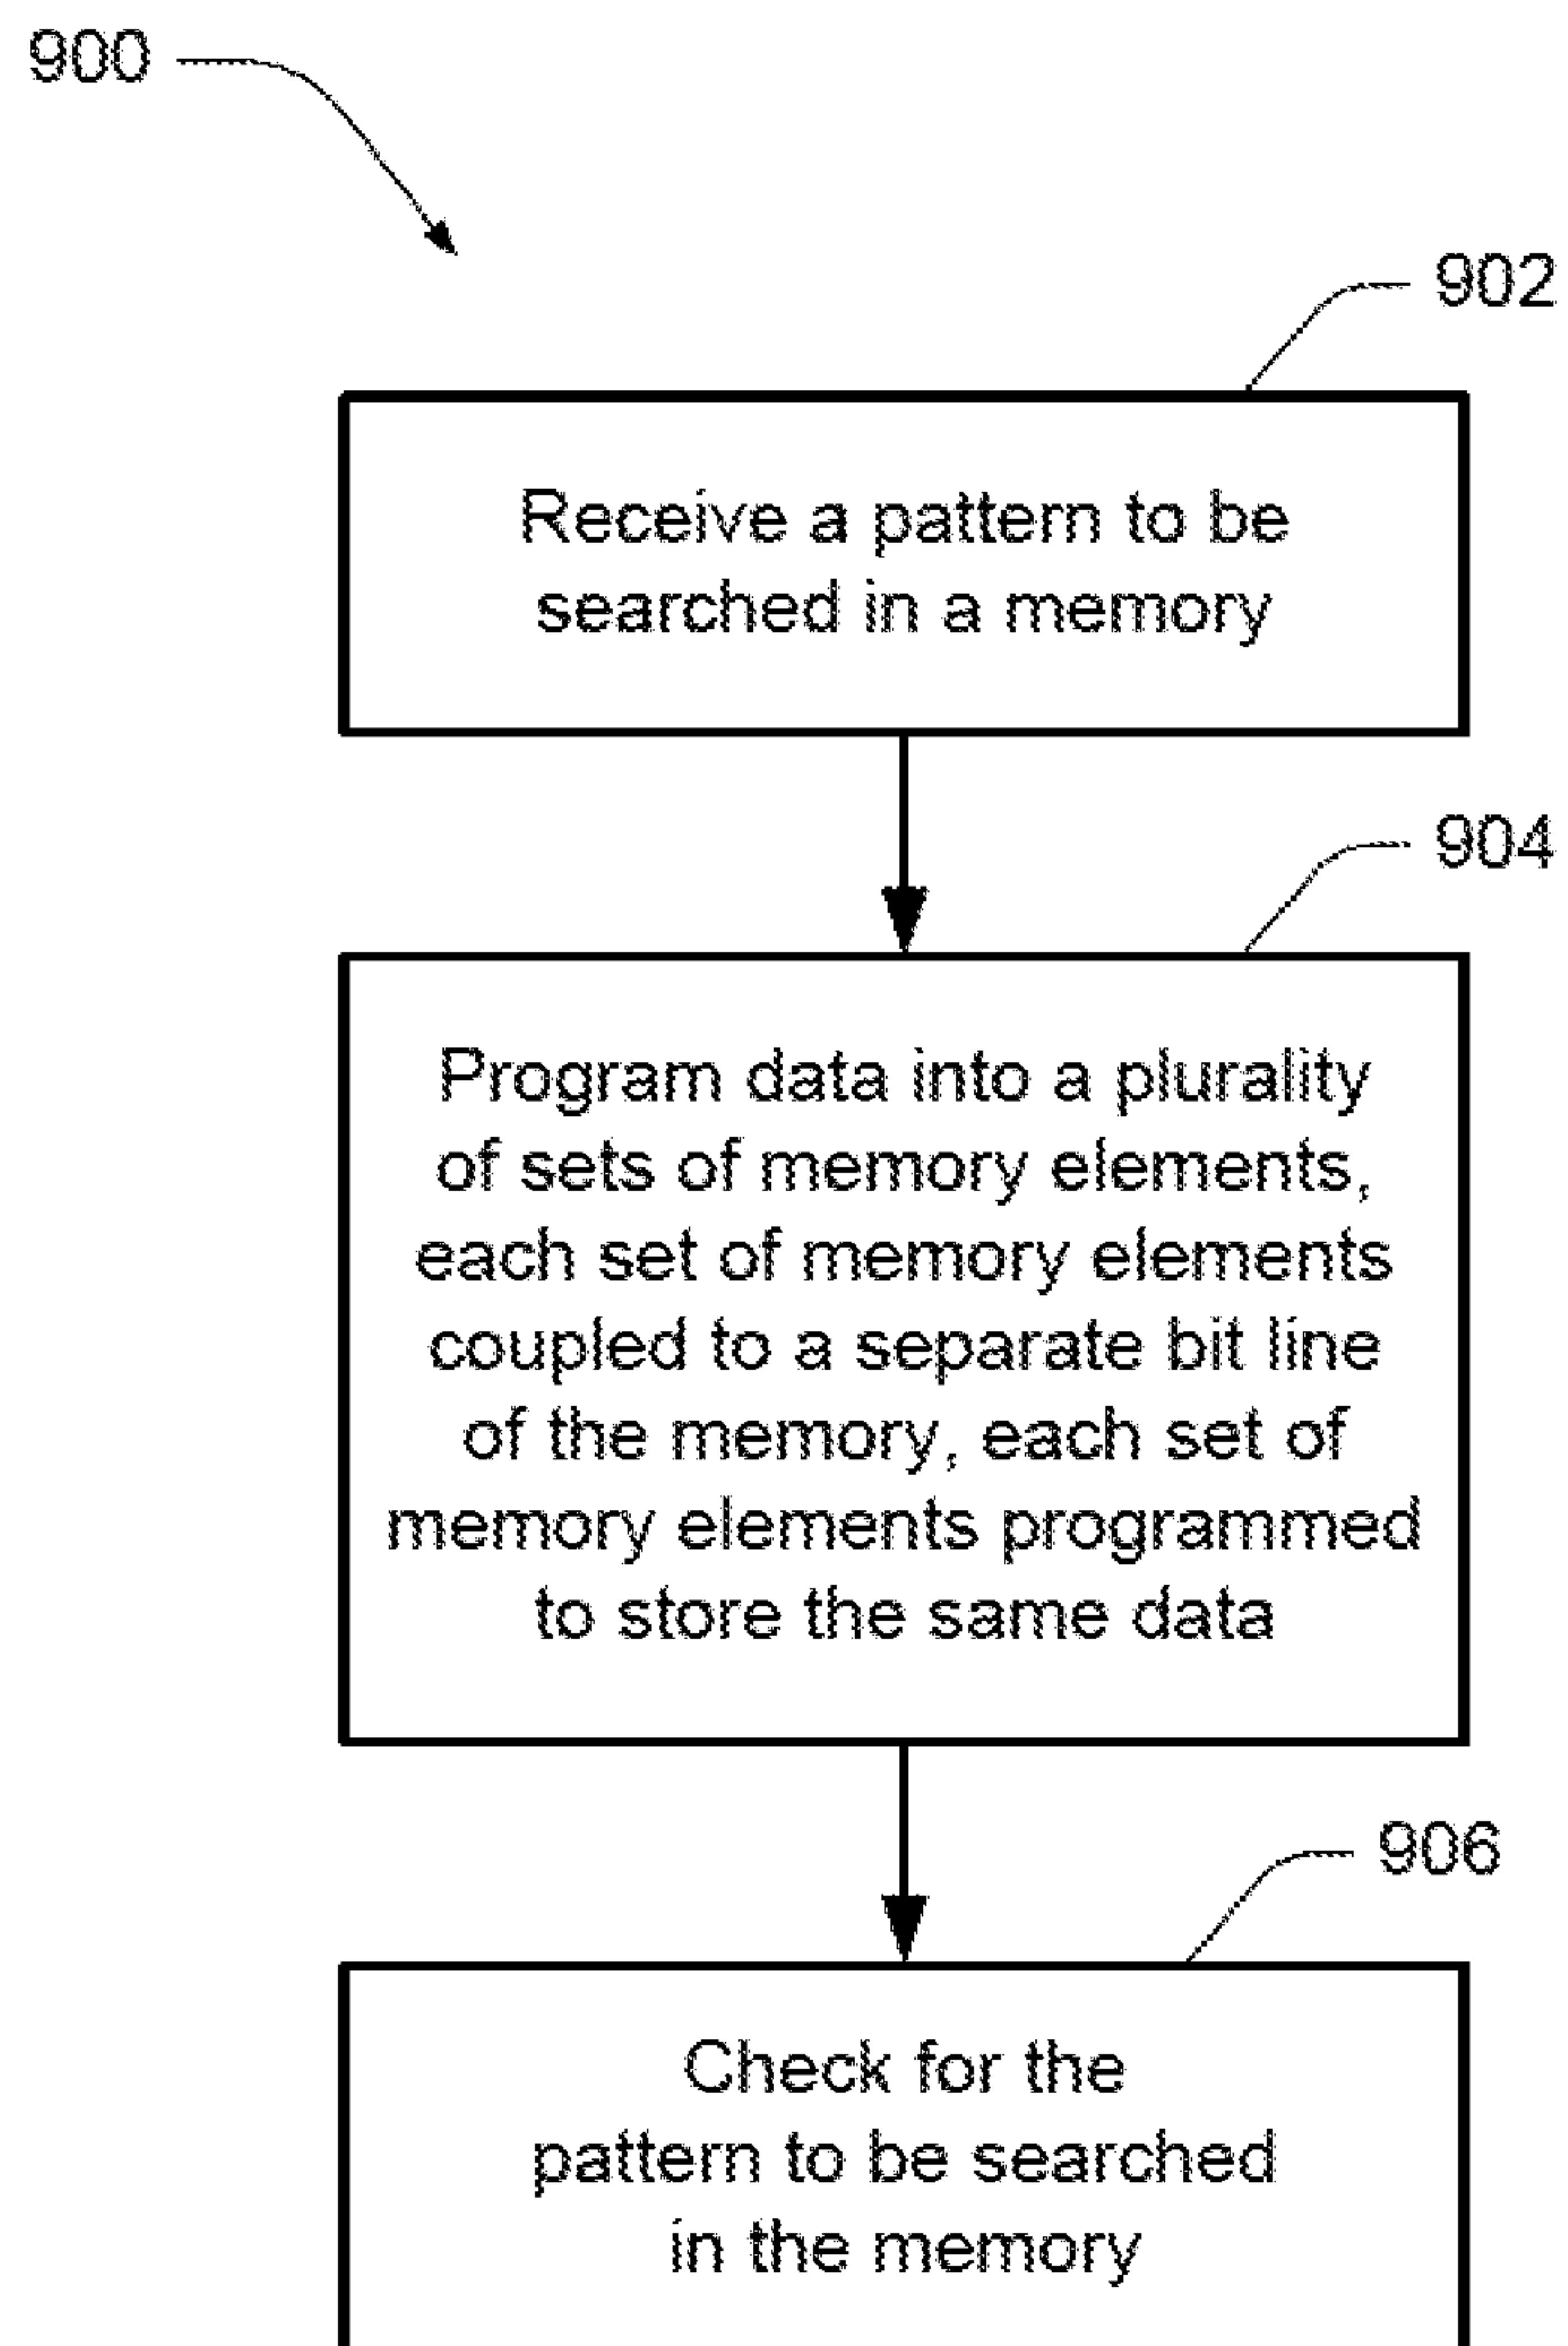 900
902
Receive a pattern to be
searched in a memory
904
Program data into a plurality
of sets of memory elements,
each set of memory elements
coupled to a separate bit line
of the memory, each set of
memory elements programmed
to store the same data
906
Check for the
pattern to be searched
in the memory